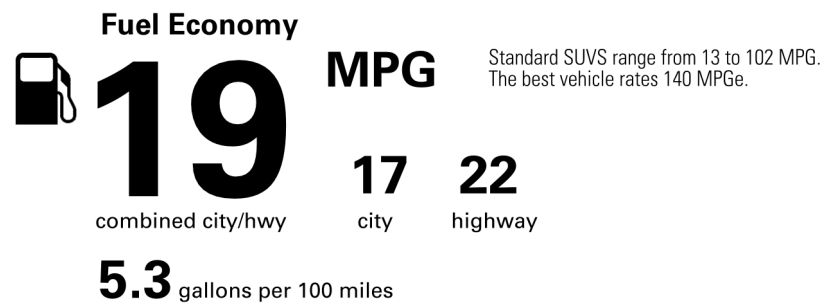 Fuel Economy
19
MPG
Standard SUVS range from 13 to 102 MPG.
The best vehicle rates 140 MPGe.
17 22
combined city/hwy city highway
5.3 gallons per 100 miles